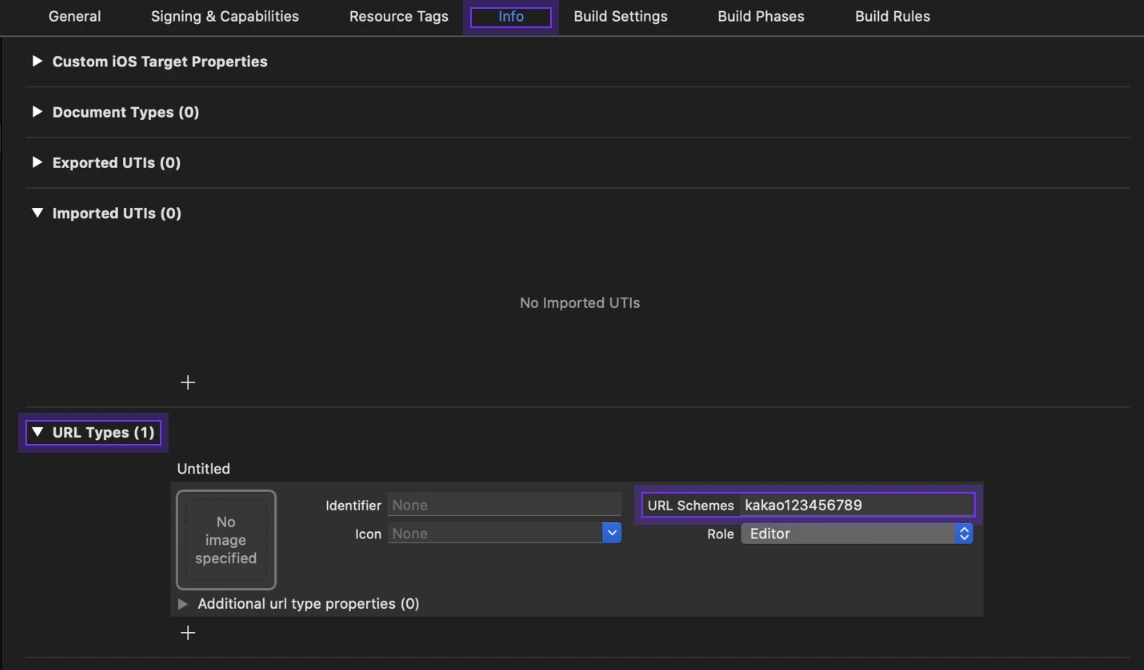 General Signing & Capabilities Resource Tags Info Build Settings Build Phases Build Rules
Custom iOS Target Properties
Document Types (0)
Exported UTIs (0)
Imported UTIs (0)
No Imported UTIs
URL Types (1)
Untitled
No
image
specified
Identifier None
URL Schemes kakao123456789
Icon None
Role Editor
Additional url type properties (0)